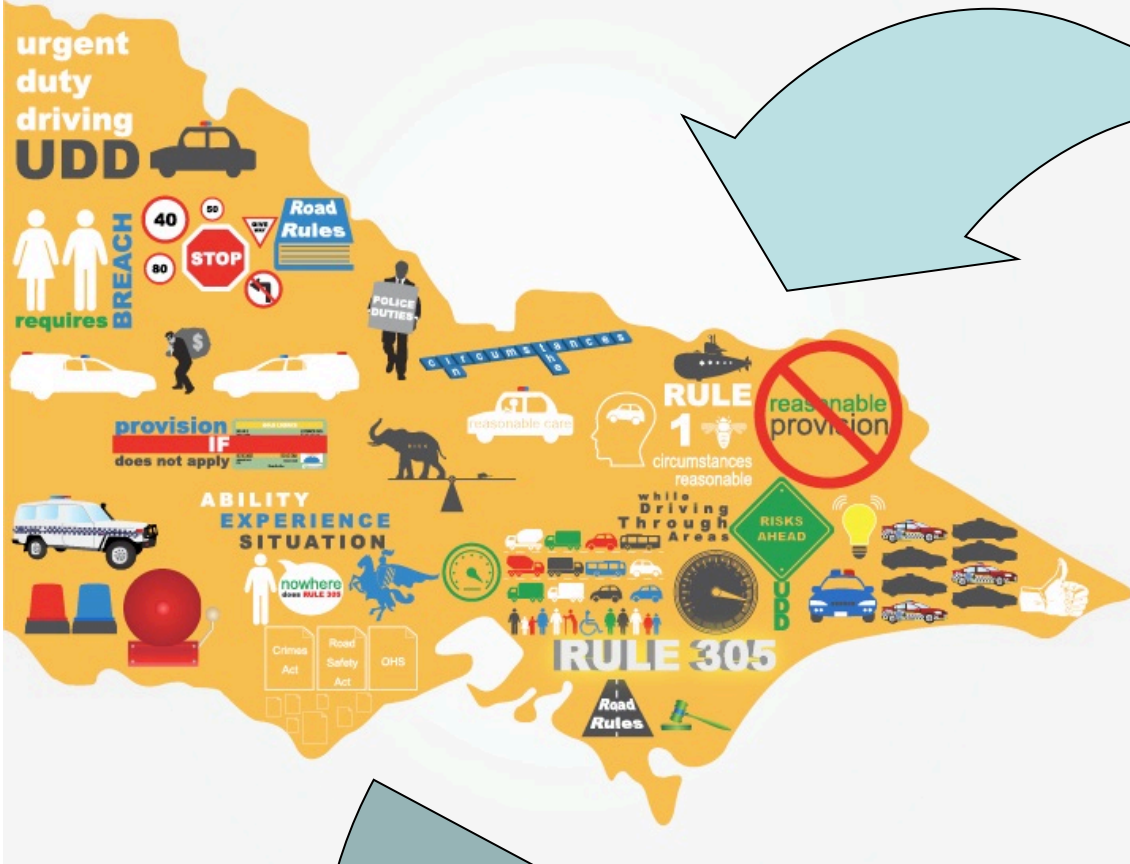 urgent
duty
driving
UDD
BREACH
40
50
GIVE WAY
80
STOP
Road
Rules
requires
POLICE
DUTIES
$
circumstances
in
the
provision
IF
does not apply
reasonable care
RULE
1
circumstances
reasonable
reasonable
provision
RISK
ABILITY
EXPERIENCE
SITUATION
while
Driving
Through
Areas
RISKS
AHEAD
UDD
nowhere
does RULE 305
Crimes
Act
Road
Safety
Act
OHS
RULE 305
Road
Rules